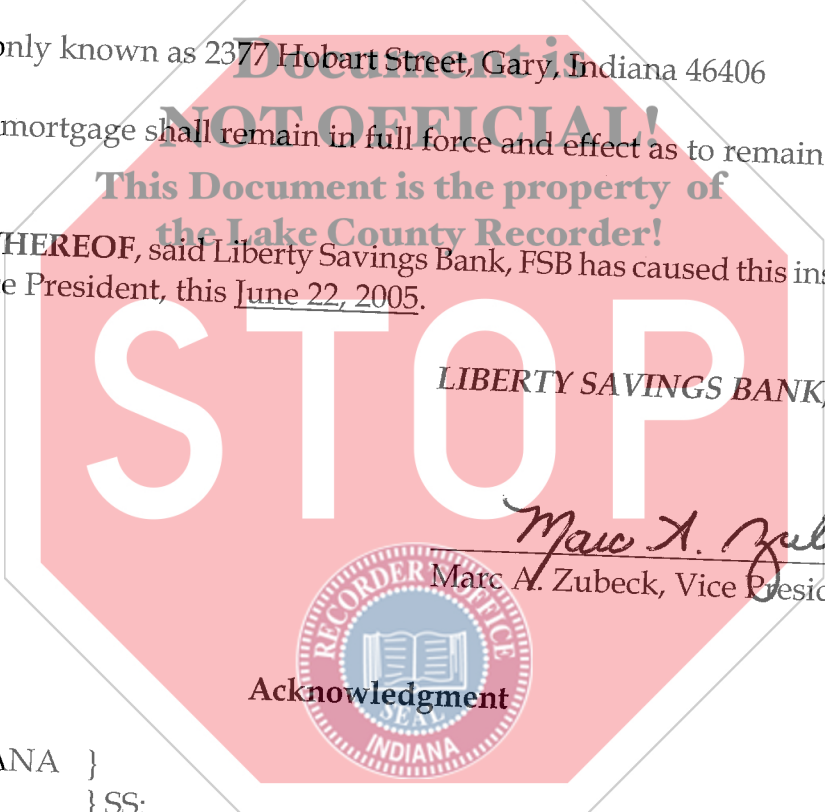 only known as 2377 Hobart Street, Gary, Indiana 46406
Document is
NOT OFFICIAL!
mortgage shall remain in full force and effect as to remain
This Document is the property of
the Lake County Recorder!
WHEREOF, said Liberty Savings Bank, FSB has caused this ins
e President, this June 22, 2005.
STOP
LIBERTY SAVINGS BANK,
Marc A. Zub
Marc A. Zubeck, Vice Presid
RECORDER'S OFFICE
SEAL
INDIANA
Acknowledgment
ANA }
} SS: